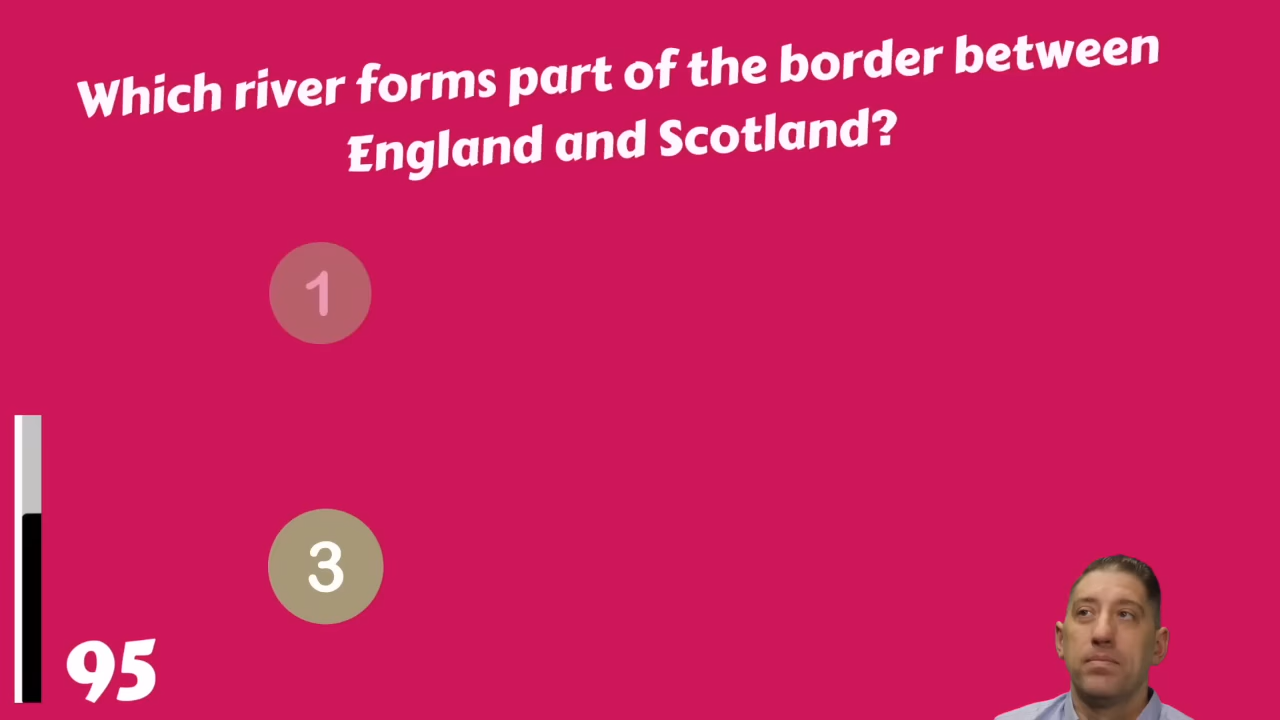 Which river forms part of the border between
England and Scotland?
1
3
95